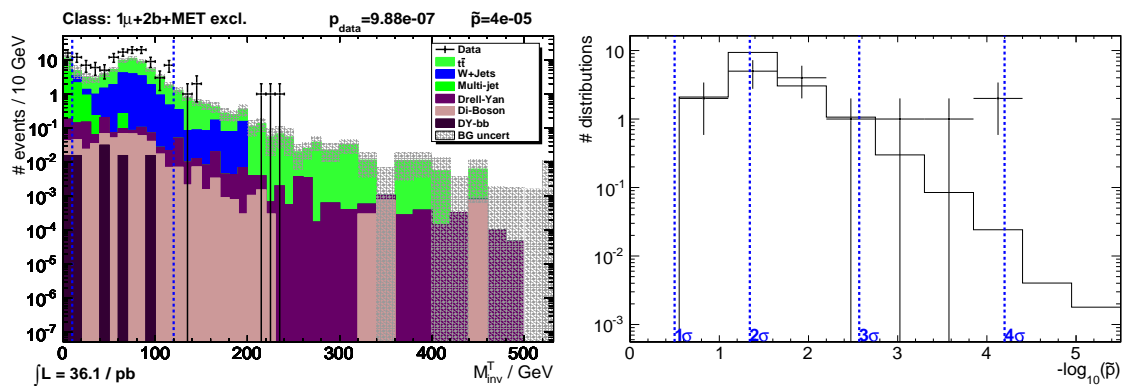 Class: 1μ+2b+MET excl. p_data=9.88e-07 p̃=4e-05
# events / 10 GeV
10
1
10^-1
10^-2
10^-3
10^-4
10^-5
10^-6
10^-7
Data
tt̄
W+Jets
Multi-jet
Drell-Yan
Di-Boson
DY-bb
BG uncert
0 100 200 300 400 500
∫L = 36.1 / pb
M^T_inv / GeV
# distributions
10
1
10^-1
10^-2
10^-3
1σ 2σ 3σ 4σ
0 1 2 3 4 5
-log_10(p̃)